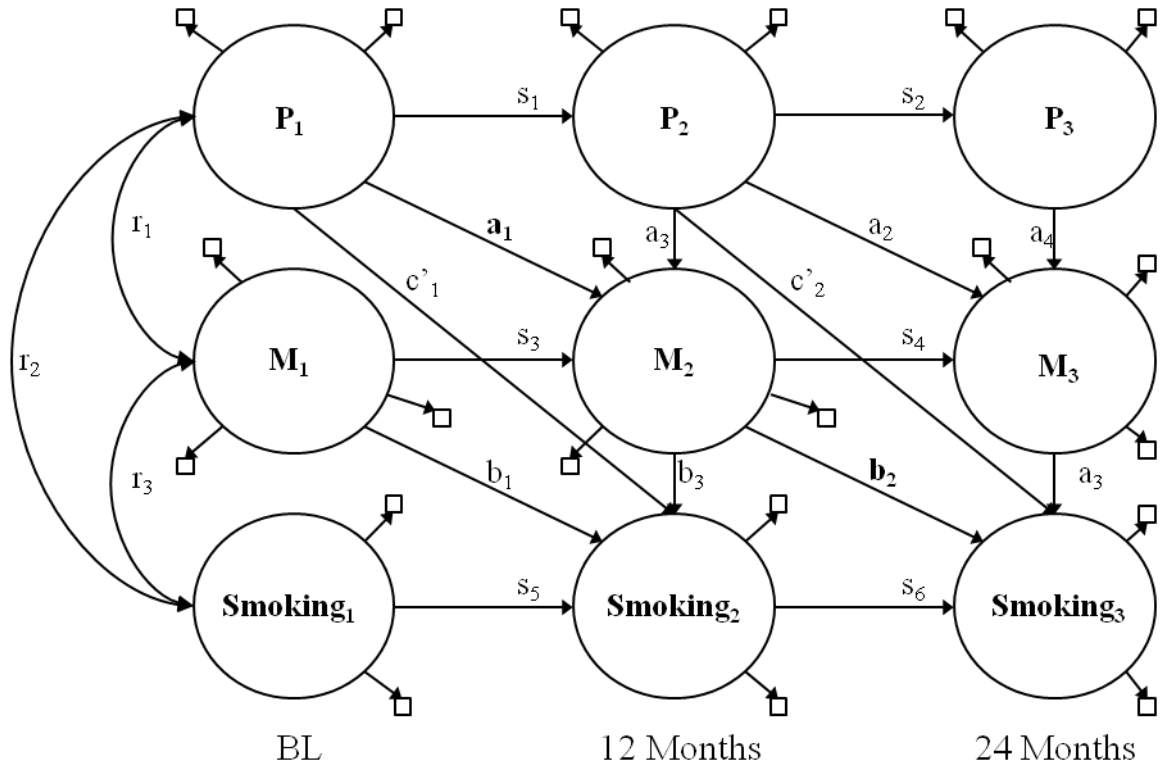 s₁
s₂
P₁
P₂
P₃
r₁
a₁
a₃
a₂
a₄
c’₁
c’₂
s₃
s₄
r₂
M₁
M₂
M₃
r₃
b₁
b₃
b₂
a₃
s₅
s₆
Smoking₁
Smoking₂
Smoking₃
BL
12 Months
24 Months